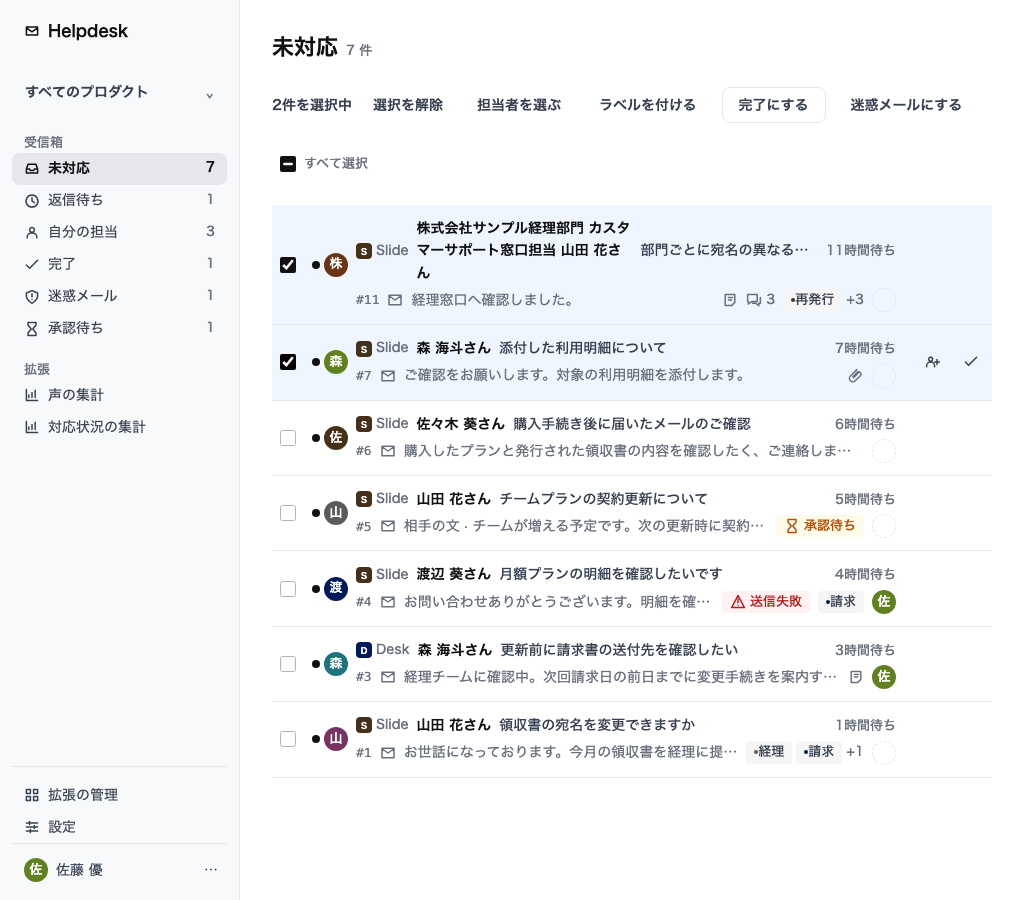 Helpdesk
すべてのプロダクト
受信箱
未対応 7
返信待ち 1
自分の担当 3
完了 1
迷惑メール 1
承認待ち 1
拡張
声の集計
対応状況の集計
拡張の管理
設定
佐 佐藤 優 …
未対応 7 件
2件を選択中 選択を解除 担当者を選ぶ ラベルを付ける 完了にする 迷惑メールにする
すべて選択
株 S Slide 株式会社サンプル経理部門 カスタ
マーサポート窓口担当 山田 花さ
ん
部門ごとに宛名の異なる… 11時間待ち
#11 経理窓口へ確認しました。 3 •再発行 +3
森 S Slide 森 海斗さん 添付した利用明細について 7時間待ち
#7 ご確認をお願いします。対象の利用明細を添付します。
佐 S Slide 佐々木 葵さん 購入手続き後に届いたメールのご確認 6時間待ち
#6 購入したプランと発行された領収書の内容を確認したく、ご連絡しま…
山 S Slide 山田 花さん チームプランの契約更新について 5時間待ち
#5 相手の文 · チームが増える予定です。次の更新時に契約… 承認待ち
渡 S Slide 渡辺 葵さん 月額プランの明細を確認したいです 4時間待ち
#4 お問い合わせありがとうございます。明細を確… 送信失敗 •請求 佐
森 D Desk 森 海斗さん 更新前に請求書の送付先を確認したい 3時間待ち
#3 経理チームに確認中。次回請求日の前日までに変更手続きを案内す… 佐
山 S Slide 山田 花さん 領収書の宛名を変更できますか 1時間待ち
#1 お世話になっております。今月の領収書を経理に提… •経理 •請求 +1